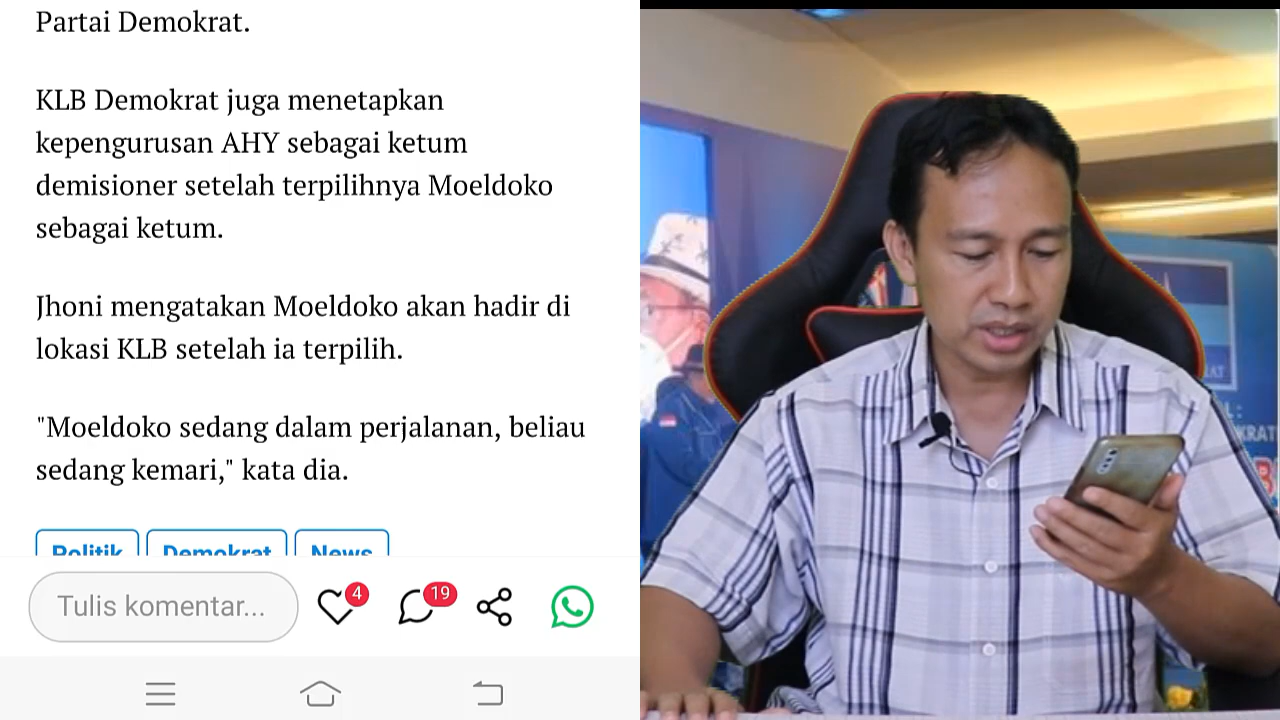 Partai Demokrat.
KLB Demokrat juga menetapkan
kepengurusan AHY sebagai ketum
demisioner setelah terpilihnya Moeldoko
sebagai ketum.
Jhoni mengatakan Moeldoko akan hadir di
lokasi KLB setelah ia terpilih.
"Moeldoko sedang dalam perjalanan, beliau
sedang kemari," kata dia.
Politik Demokrat News
Tulis komentar... 4 19